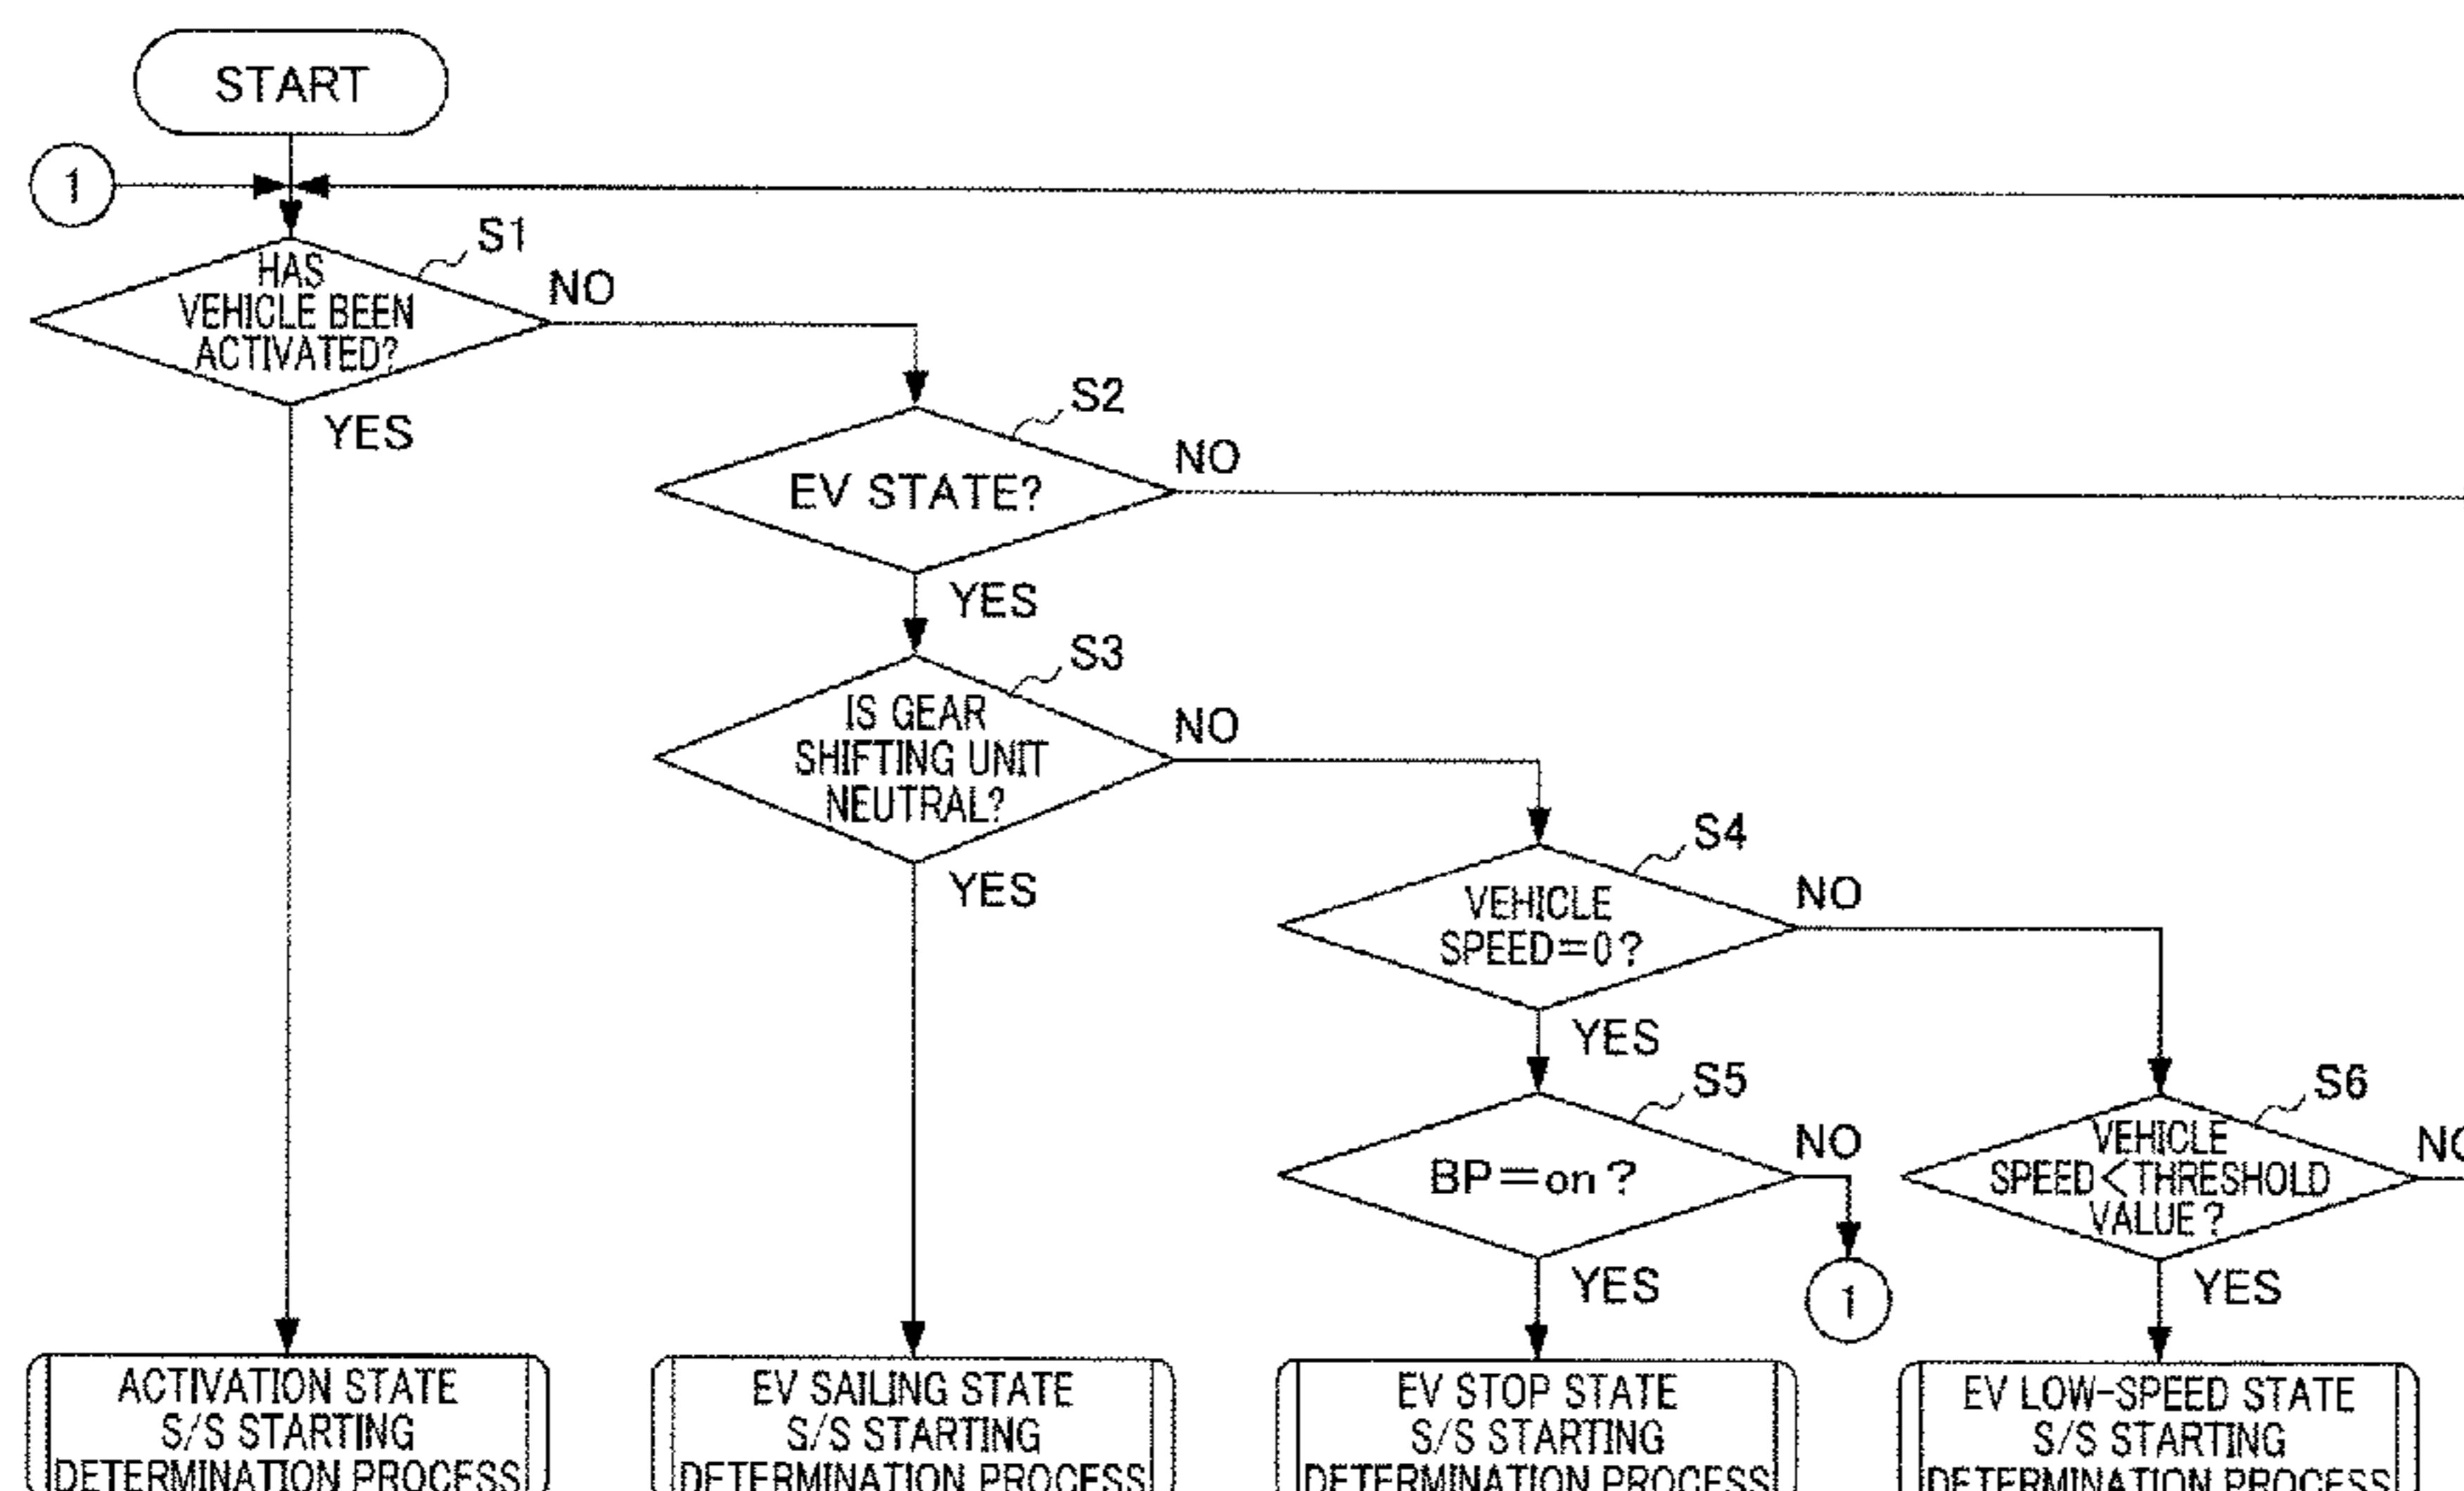 START
1
S1
HAS
VEHICLE BEEN
ACTIVATED?
NO
YES
S2
EV STATE?
NO
YES
S3
IS GEAR
SHIFTING UNIT
NEUTRAL?
NO
YES
S4
VEHICLE
SPEED=0?
NO
YES
S5
BP=on?
NO
YES
1
S6
VEHICLE
SPEED<THRESHOLD
VALUE?
NO
YES
ACTIVATION STATE
S/S STARTING
DETERMINATION PROCESS
EV SAILING STATE
S/S STARTING
DETERMINATION PROCESS
EV STOP STATE
S/S STARTING
DETERMINATION PROCESS
EV LOW-SPEED STATE
S/S STARTING
DETERMINATION PROCESS